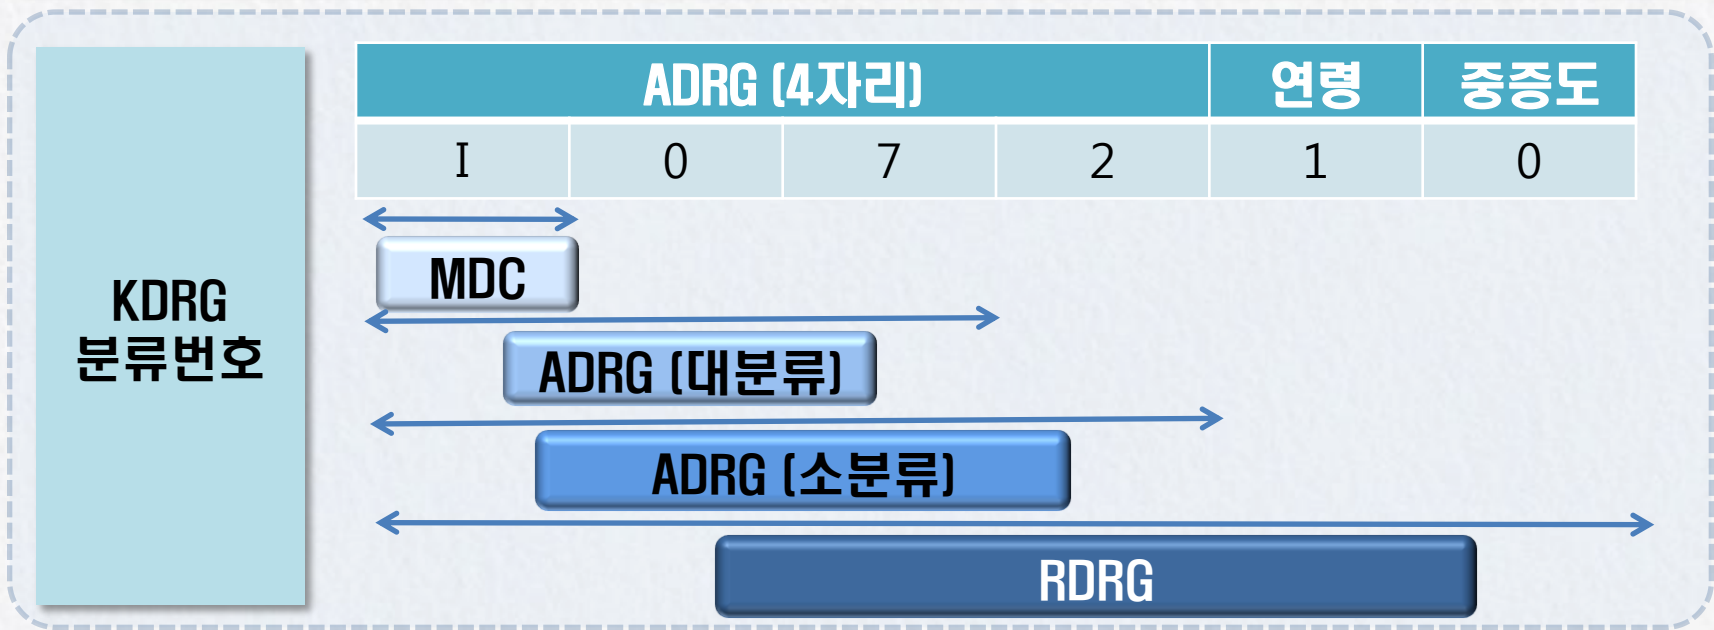 KDRG
분류번호
ADRG (4자리) 연령 중증도
I 0 7 2 1 0
MDC
ADRG (대분류)
ADRG (소분류)
RDRG